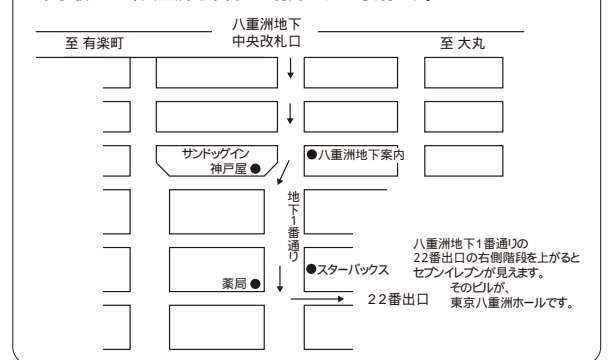 八重洲地下
中央改札口
至 有楽町
至 大丸
サンドッグイン
神戸屋●
●八重洲地下案内
地下1番通り
八重洲地下1番通りの
22番出口の右側階段を上がると
セブンイレブンが見えます。
そのビルが、
東京八重洲ホールです。
●スターバックス
薬局●
22番出口